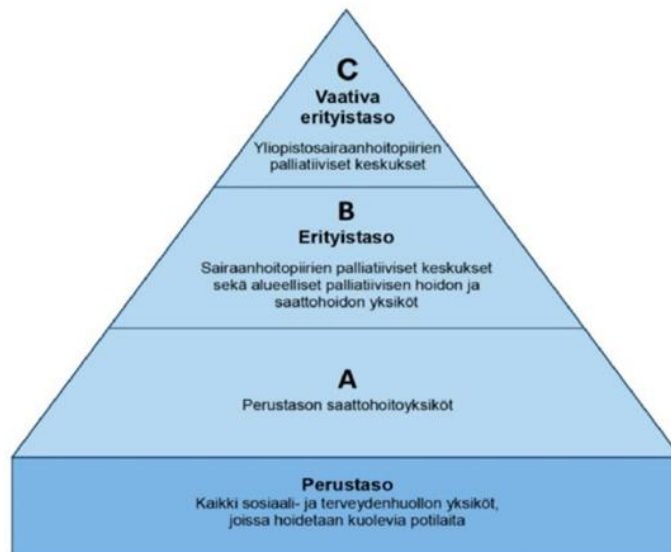 C
Vaativa
erityistaso
Yliopistosairaanhoitopiirien
palliatiiviset keskukset
B
Erityistaso
Sairaanhoitopiirien palliatiiviset keskukset
sekä alueelliset palliatiivisen hoidon ja
saattohoidon yksiköt
A
Perustason saattohoitoyksiköt
Perustaso
Kaikki sosiaali- ja terveydenhuollon yksiköt,
joissa hoidetaan kuolevia potilaita